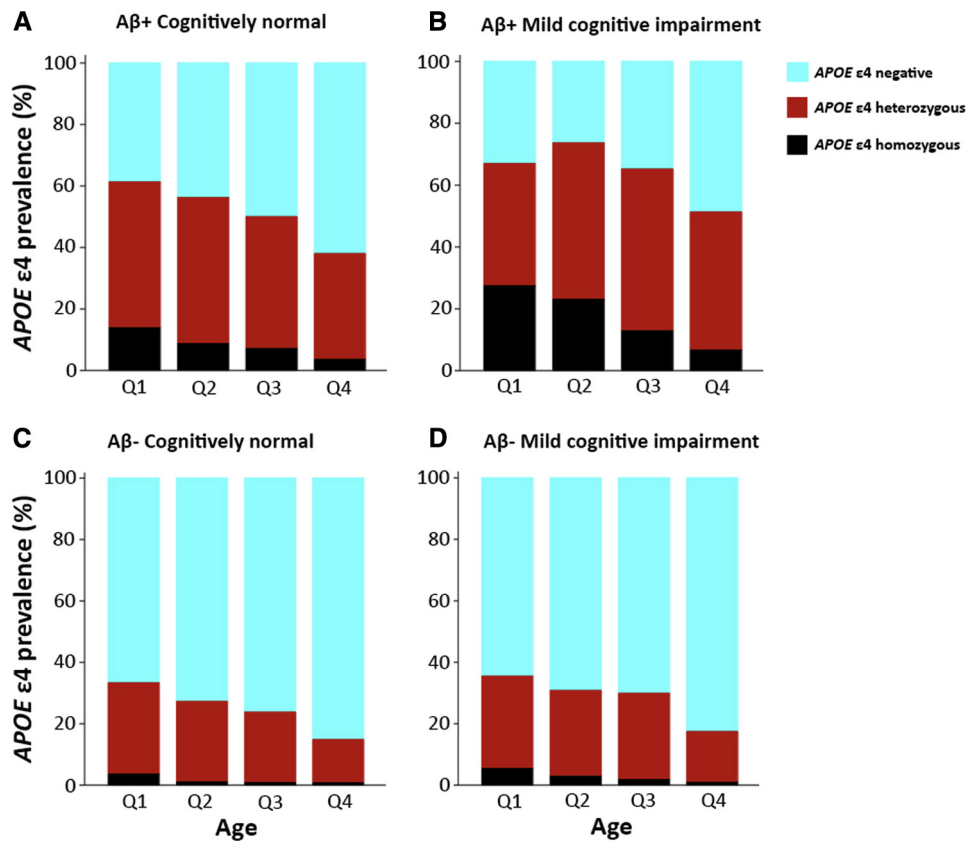 A
Aβ+ Cognitively normal
APOE ε4 prevalence (%)
100
80
60
40
20
0
Q1 Q2 Q3 Q4
B
Aβ+ Mild cognitive impairment
100
80
60
40
20
0
Q1 Q2 Q3 Q4
APOE ε4 negative
APOE ε4 heterozygous
APOE ε4 homozygous
C
Aβ- Cognitively normal
APOE ε4 prevalence (%)
100
80
60
40
20
0
Q1 Q2 Q3 Q4
Age
D
Aβ- Mild cognitive impairment
100
80
60
40
20
0
Q1 Q2 Q3 Q4
Age